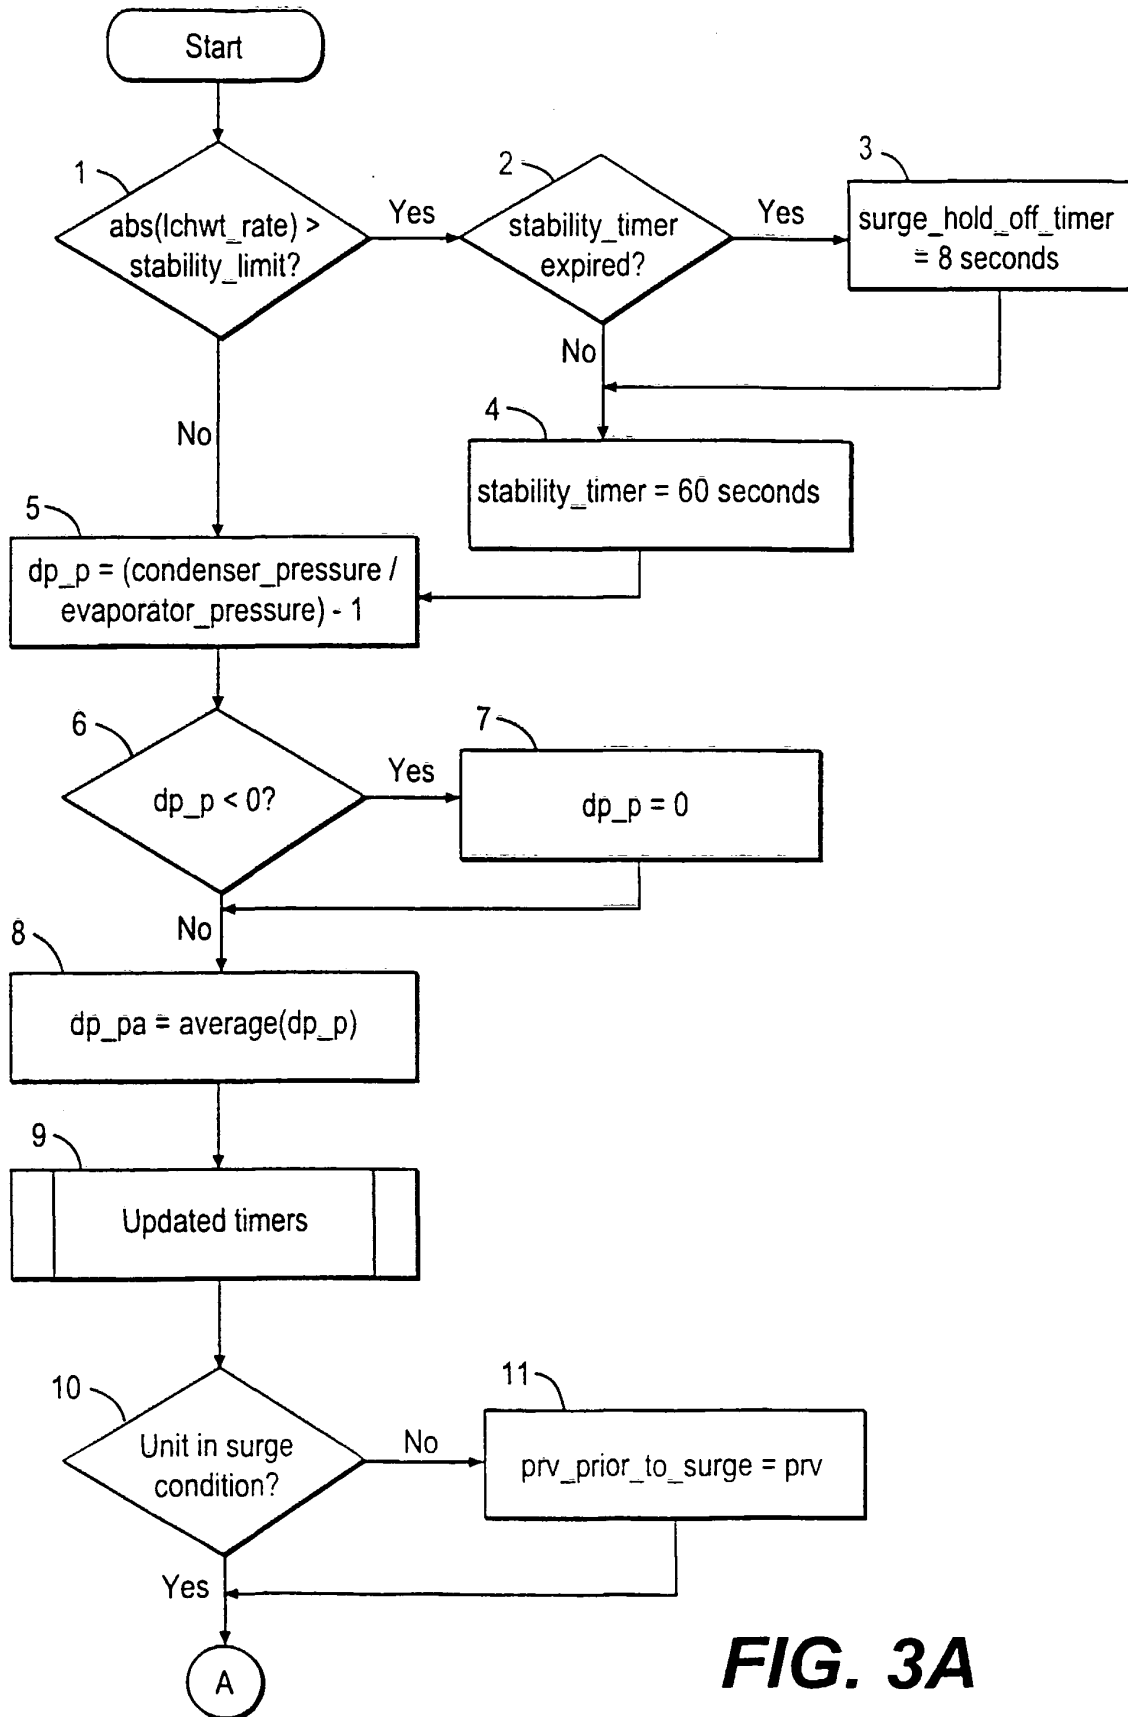 Start
1
abs(lchwt_rate) >
stability_limit?
Yes
2
stability_timer
expired?
Yes
3
surge_hold_off_timer
= 8 seconds
No
No
4
stability_timer = 60 seconds
5
dp_p = (condenser_pressure /
evaporator_pressure) - 1
6
dp_p < 0?
Yes
7
dp_p = 0
No
8
dp_pa = average(dp_p)
9
Updated timers
10
Unit in surge
condition?
No
11
prv_prior_to_surge = prv
Yes
A
FIG. 3A